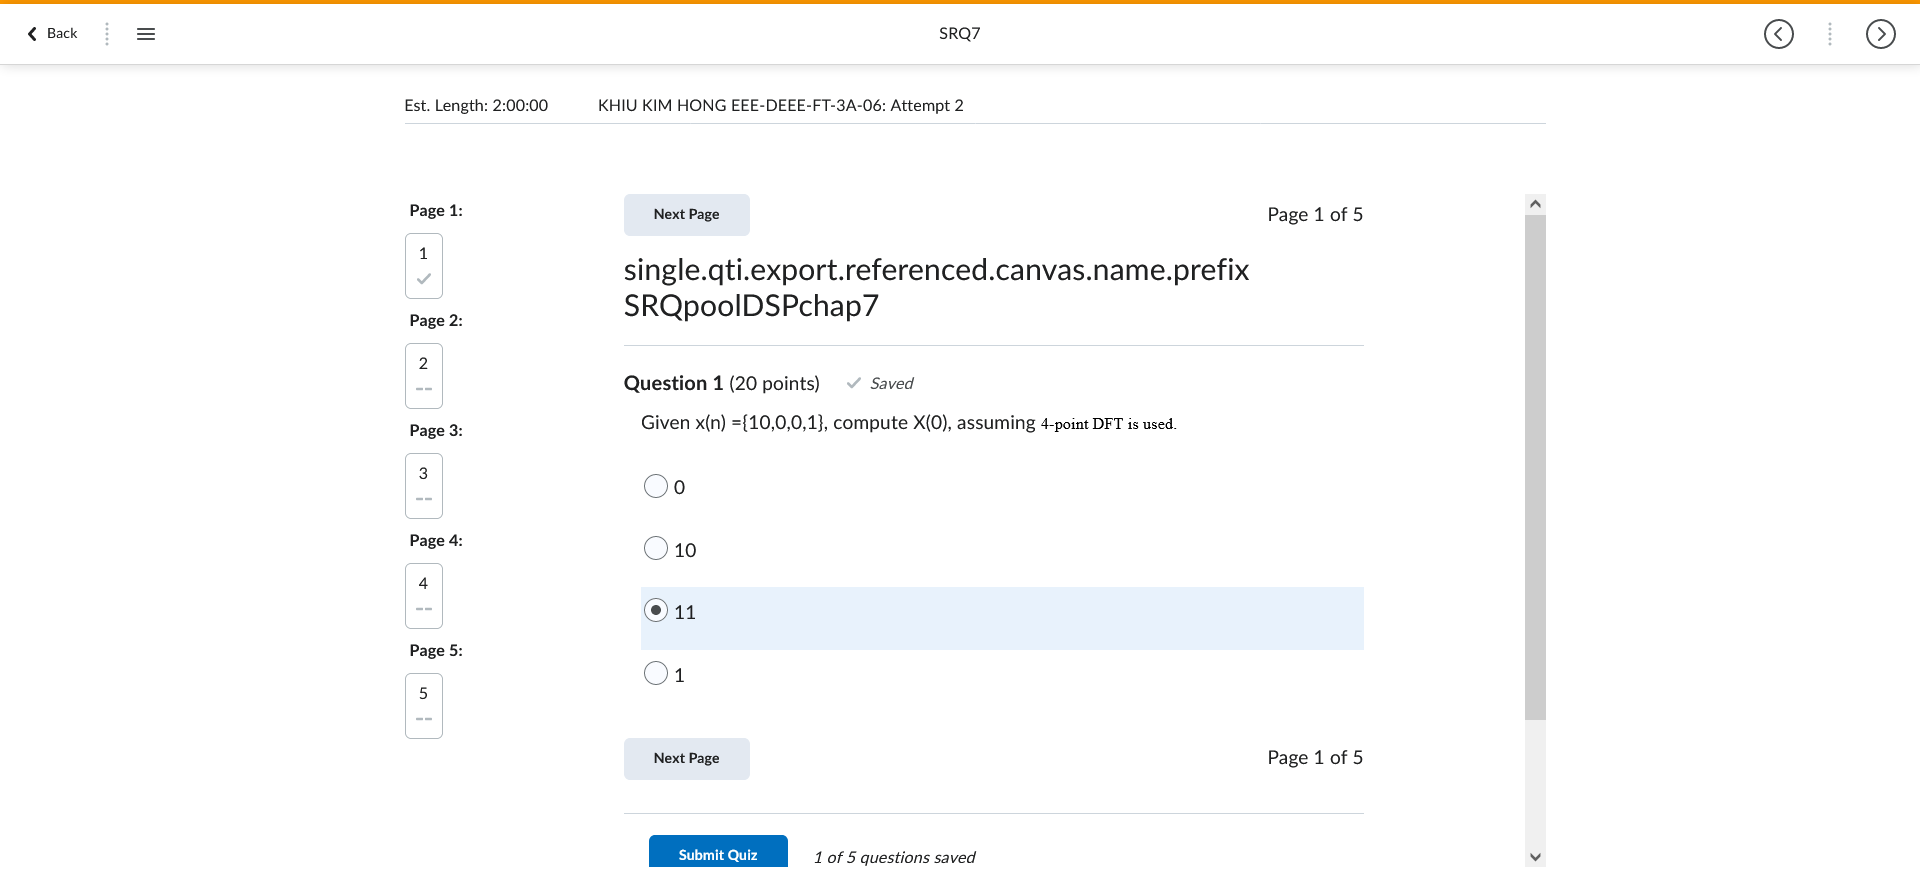 Back
SRQ7
Est. Length: 2:00:00 KHIU KIM HONG EEE-DEEE-FT-3A-06: Attempt 2
Page 1:
1
Page 2:
2
--
Page 3:
3
--
Page 4:
4
--
Page 5:
5
--
Next Page
Page 1 of 5
single.qti.export.referenced.canvas.name.prefix
SRQpoolDSPchap7
Question 1 (20 points) Saved
Given x(n) ={10,0,0,1}, compute X(0), assuming 4-point DFT is used.
0
10
11
1
Next Page
Page 1 of 5
Submit Quiz
1 of 5 questions saved